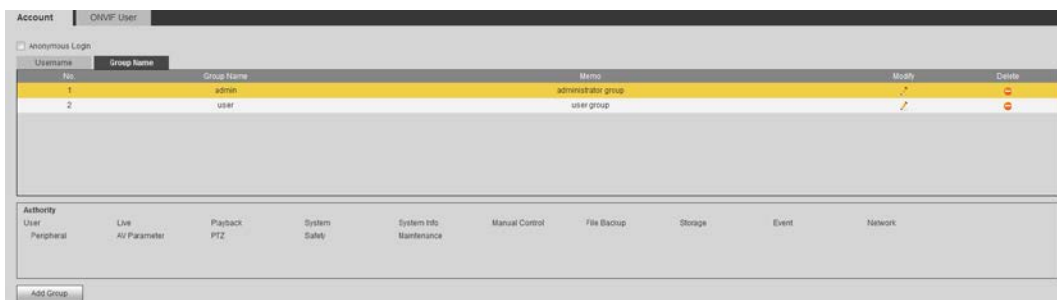 Account ONVIF User
Anonymous Login
Username Group Name
No. Group Name Memo Modify Delete
1 admin administrator group
2 user user group
Authority
User Live Playback System System Info Manual Control File Backup Storage Event Network
Peripheral AV Parameter PTZ Safety Maintenance
Add Group